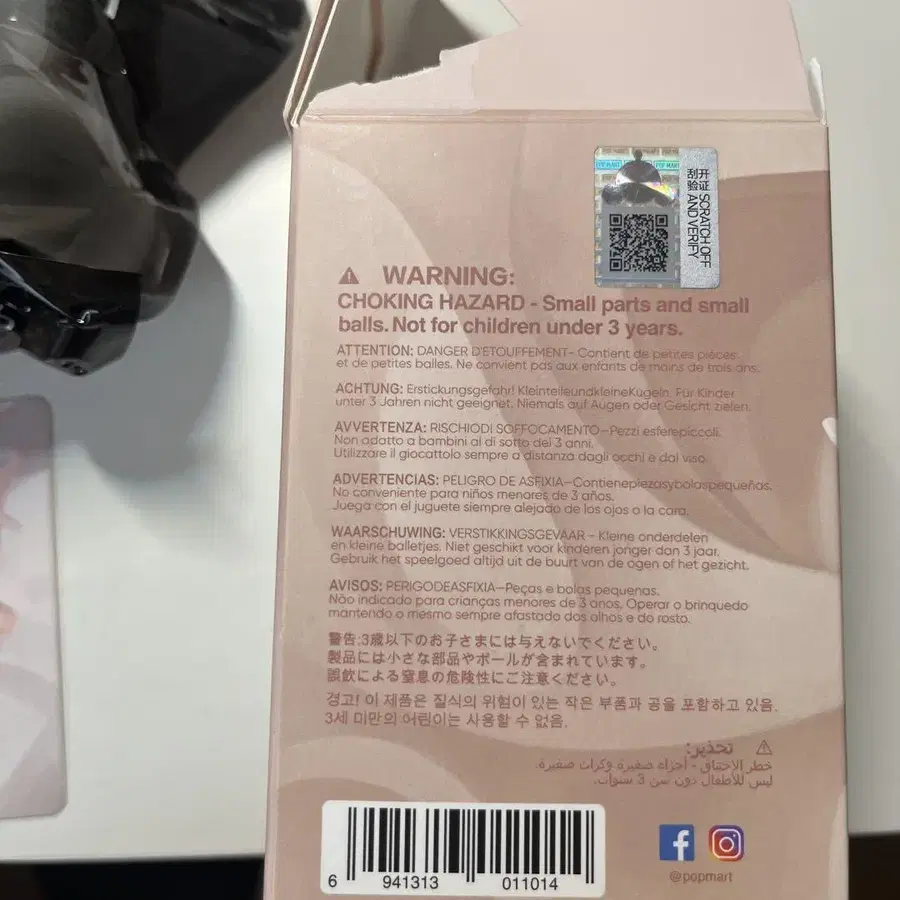 POP MART
开证 SCRATCH OFF
刮验 AND VERIFY
WARNING:
CHOKING HAZARD - Small parts and small
balls. Not for children under 3 years.
ATTENTION: DANGER D'ETOUFFEMENT- Contient de petites pièces
et de petites balles. Ne convient pas aux enfants de moins de trois ans.
ACHTUNG: Erstickungsgefahr! KleinteileundkleineKugeln. Für Kinder
unter 3 Jahren nicht geeignet. Niemals auf Augen oder Gesicht zielen.
AVVERTENZA: RISCHIODI SOFFOCAMENTO-Pezzi esferepiccoli.
Non adatto a bambini al di sotto dei 3 anni.
Utilizzare il giocattolo sempre a distanza dagli occhi e dal viso.
ADVERTENCIAS: PELIGRO DE ASFIXIA-Contienepiezasybolaspequeñas.
No conveniente para niños menores de 3 años.
Juega con el juguete siempre alejado de los ojos o la cara.
WAARSCHUWING: VERSTIKKINGSGEVAAR - Kleine onderdelen
en kleine balletjes. Niet geschikt voor kinderen jonger dan 3 jaar.
Gebruik het speelgoed altijd uit de buurt van de ogen of het gezicht.
AVISOS: PERIGODEASFIXIA-Peças e bolas pequenas.
Não indicado para crianças menores de 3 anos. Operar o brinquedo
mantendo o mesmo sempre afastado dos olhos e do rosto.
警告:3歳以下のお子さまには与えないでください。
製品には小さな部品やボールが含まれています。
誤飲による窒息の危険性にご注意ください。
경고! 이 제품은 질식의 위험이 있는 작은 부품과 공을 포함하고 있음.
3세 미만의 어린이는 사용할 수 없음.
تحذير:
خطر الاختناق - أجزاء صغيرة وكرات صغيرة.
ليس للأطفال دون سن 3 سنوات.
6 941313 011014
@popmart